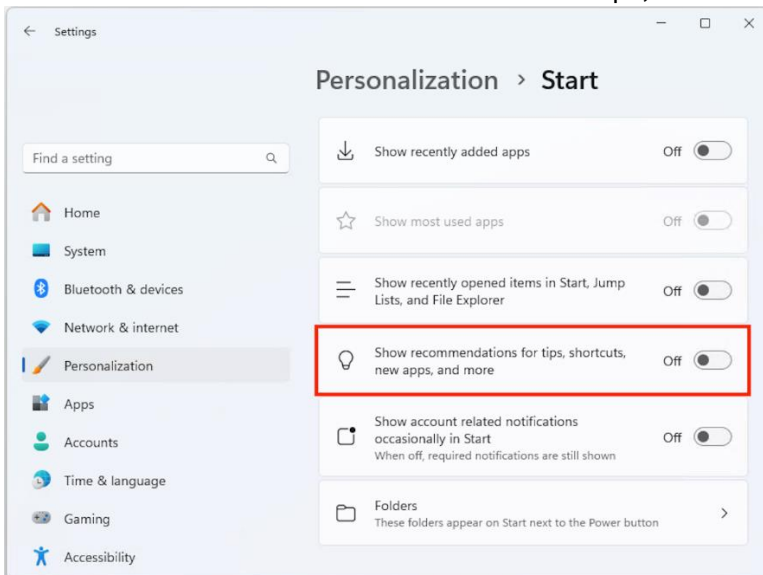 Settings
Personalization > Start
Find a setting
Home
System
Bluetooth & devices
Network & internet
Personalization
Apps
Accounts
Time & language
Gaming
Accessibility
Show recently added apps
Off
Show most used apps
Off
Show recently opened items in Start, Jump
Lists, and File Explorer
Off
Show recommendations for tips, shortcuts,
new apps, and more
Off
Show account related notifications
occasionally in Start
When off, required notifications are still shown
Off
Folders
These folders appear on Start next to the Power button